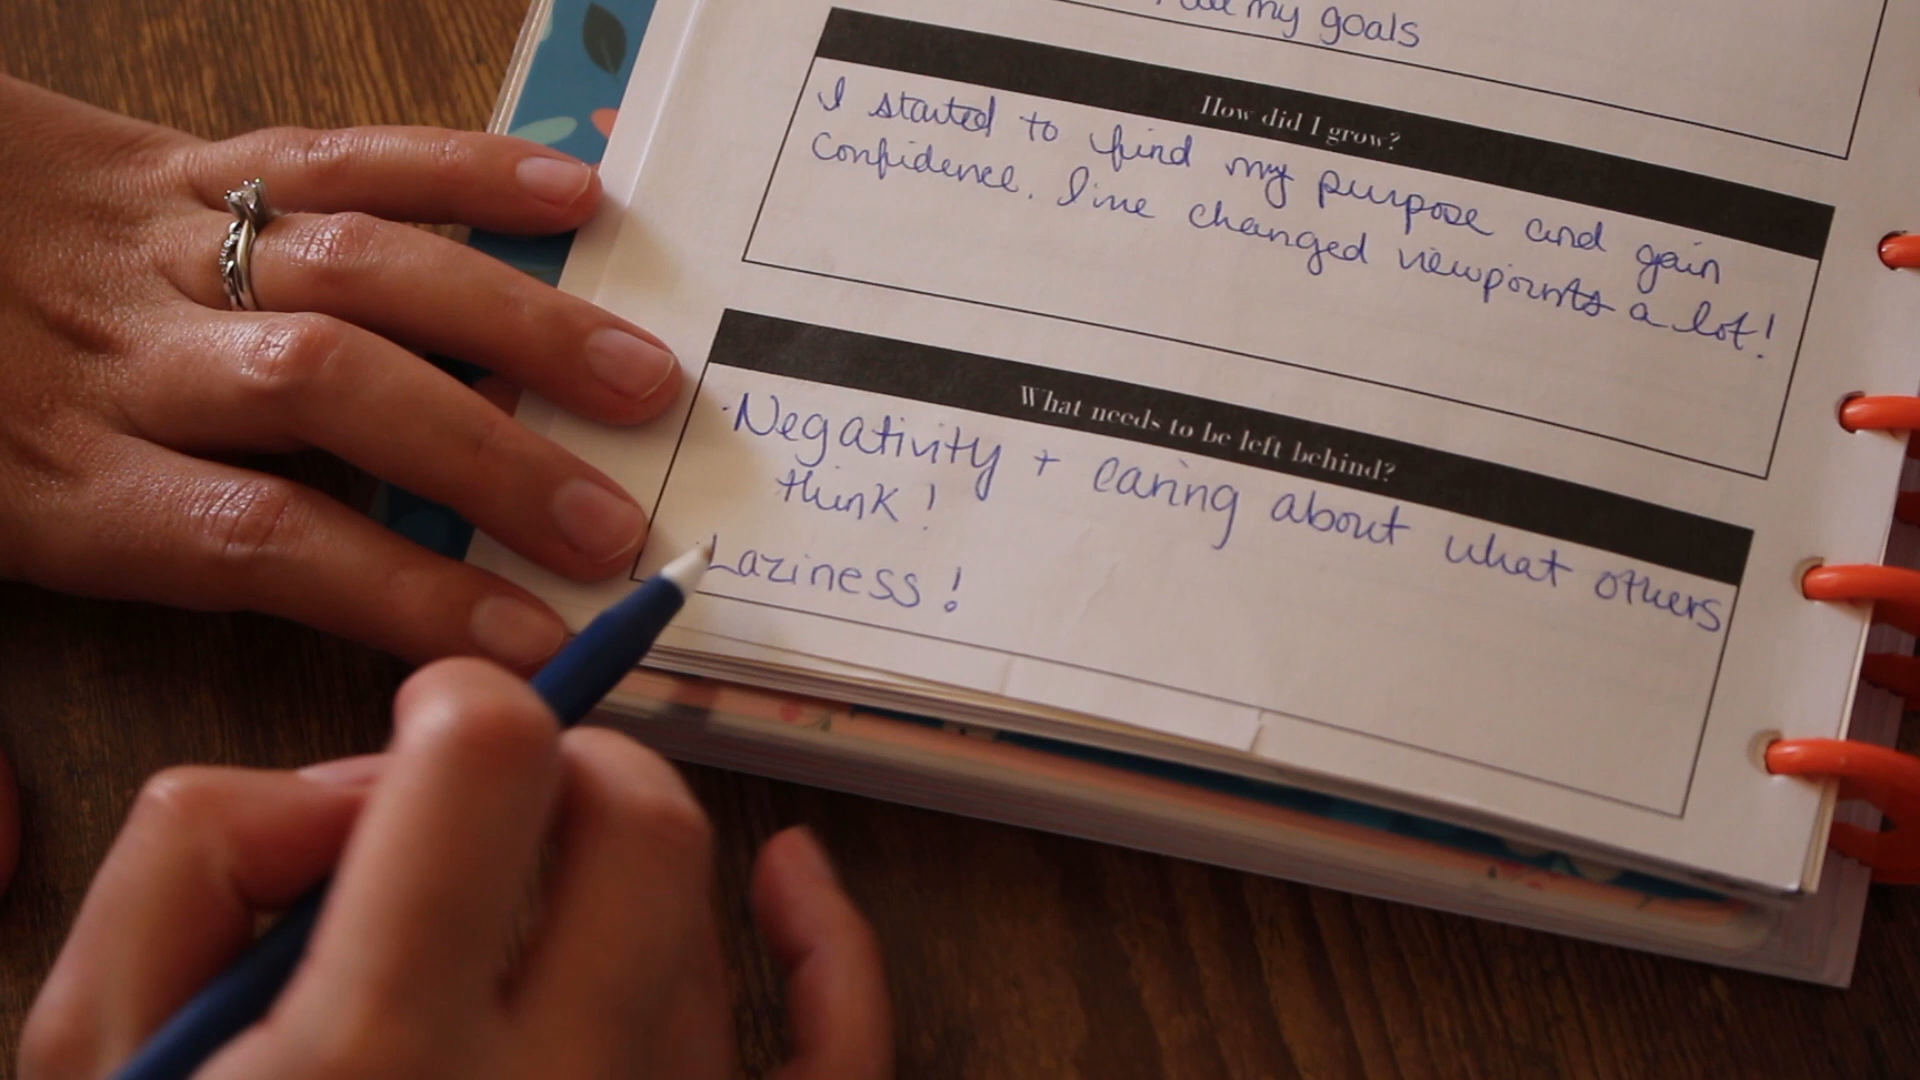 my goals
How did I grow?
I started to find my purpose and gain
confidence. I've changed viewpoints a lot!
What needs to be left behind?
· Negativity + caring about what others
think!
Laziness!